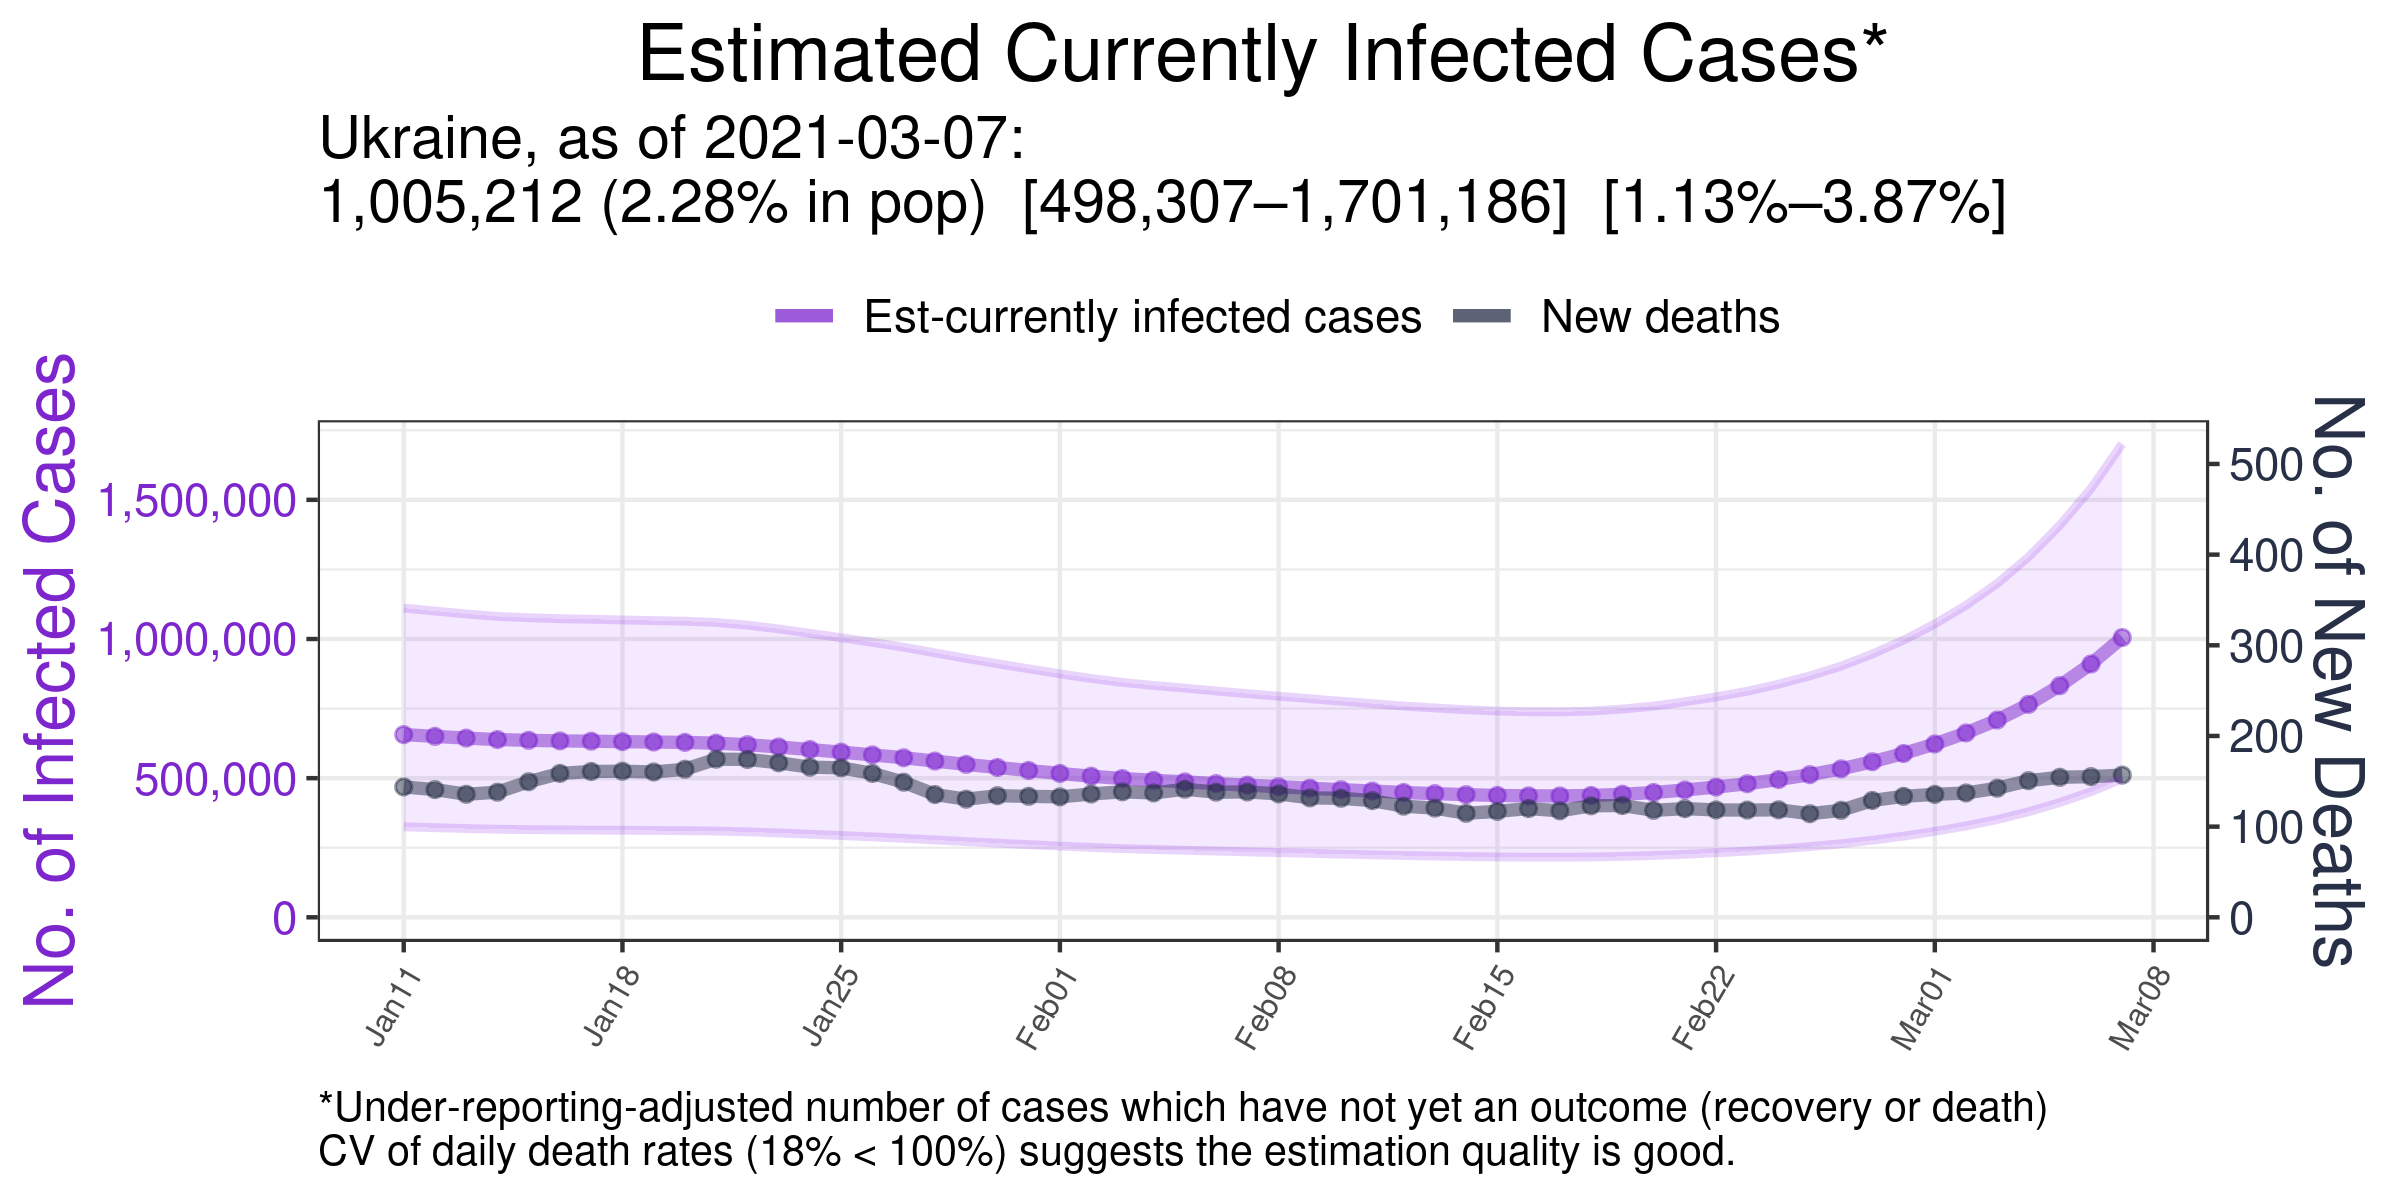 Estimated Currently Infected Cases*
Ukraine, as of 2021-03-07:
1,005,212 (2.28% in pop)  [498,307–1,701,186]  [1.13%–3.87%]
Est-currently infected cases
New deaths
No. of Infected Cases
1,500,000
1,000,000
500,000
0
500
400
300
200
100
0
No. of New Deaths
Jan11
Jan18
Jan25
Feb01
Feb08
Feb15
Feb22
Mar01
Mar08
*Under-reporting-adjusted number of cases which have not yet an outcome (recovery or death)
CV of daily death rates (18% < 100%) suggests the estimation quality is good.